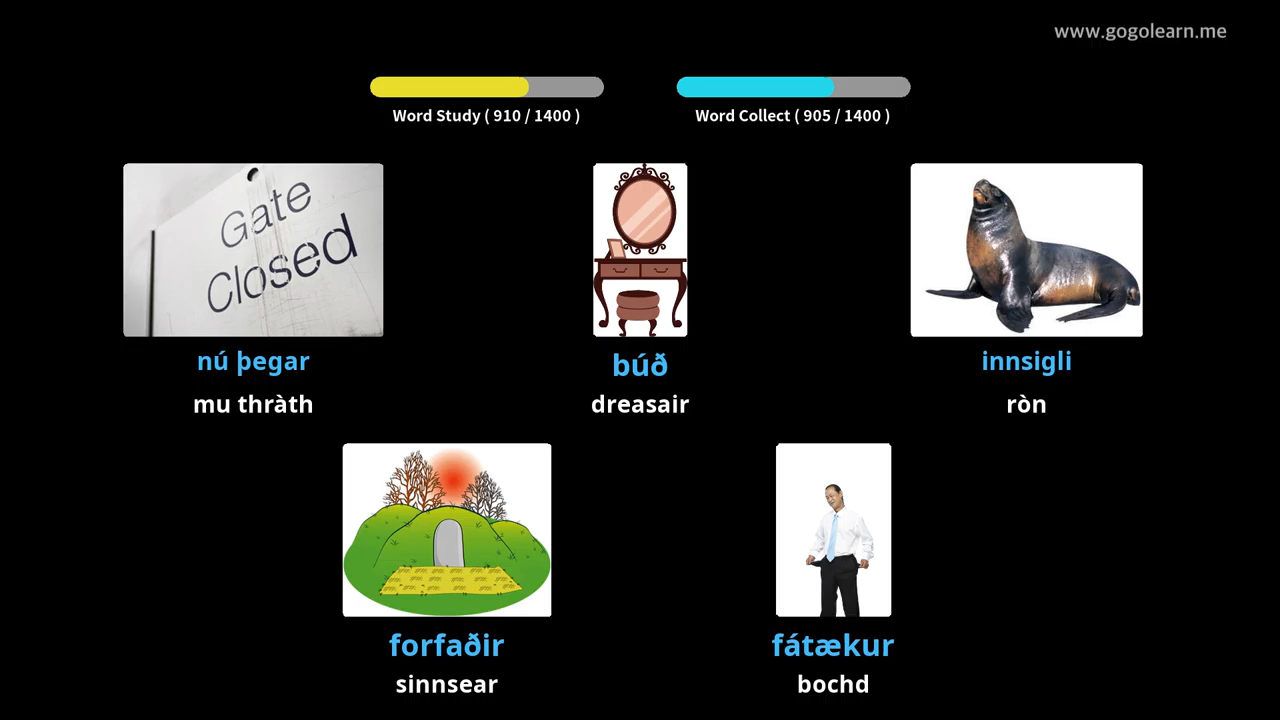 www.gogolearn.me
Word Study ( 910 / 1400 )
Word Collect ( 905 / 1400 )
Gate
Closed
nú þegar
mu thràth
búð
dreasair
innsigli
ròn
forfaðir
sinnsear
fátækur
bochd